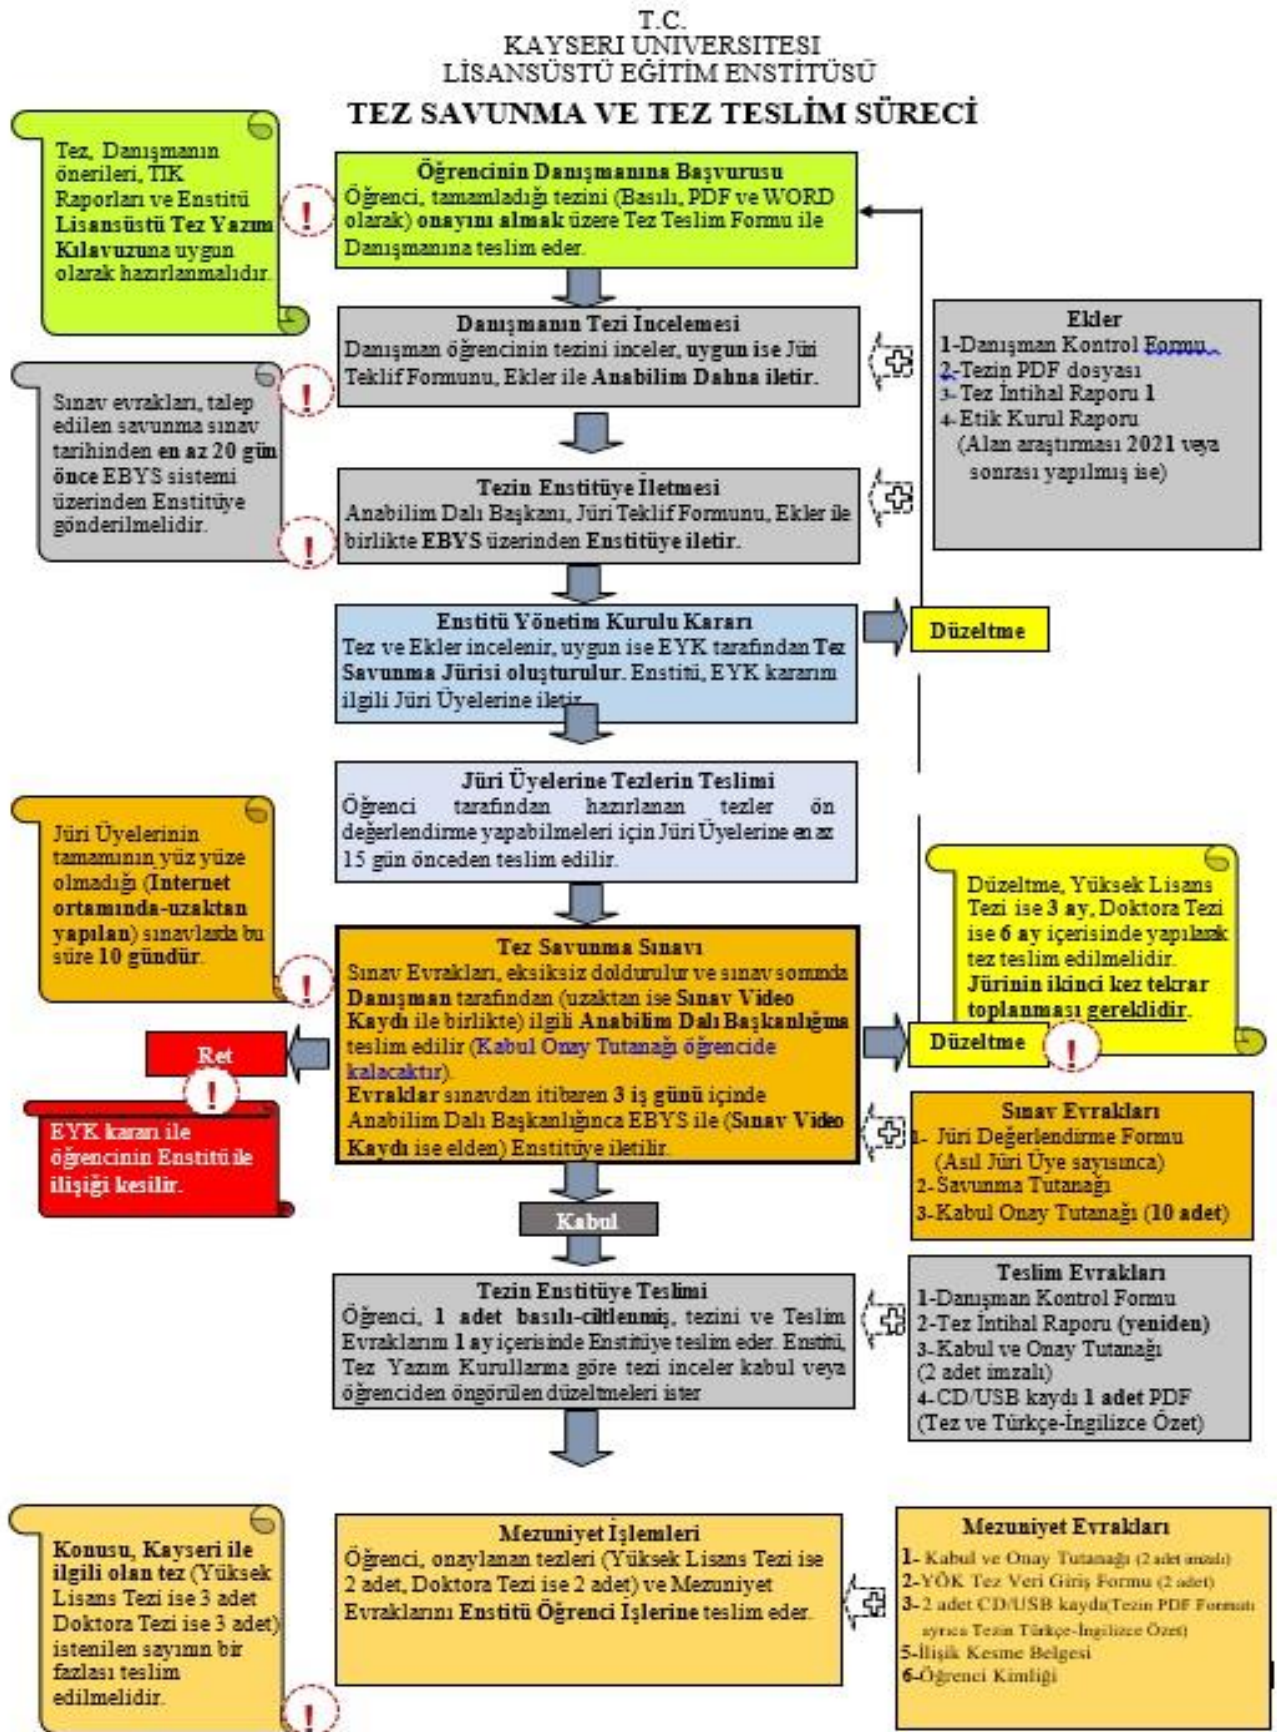 T.C.
KAYSERI UNIVERSITESI
LİSANSÜSTÜ EĞİTİM ENSTİTÜSÜ
TEZ SAVUNMA VE TEZ TESLİM SÜRECİ
Tez, Danışmanın
önerileri, TIK
Raporları ve Enstitü
Lisansüstü Tez Yazım
Kılavuzuna uygun
olarak hazırlanmalıdır.
!
Öğrencinin Danışmanına Başvurusu
Öğrenci, tamamladığı tezini (Basılı, PDF ve WORD
olarak) onayını almak üzere Tez Teslim Formu ile
Danışmanına teslim eder.
Danışmanın Tezi İncelemesi
Danışman öğrencinin tezini inceler, uygun ise Jüri
Teklif Formunu, Ekler ile Anabilim Dalına iletir.
Ekler
1-Danışman Kontrol Formu
2-Tezin PDF dosyası
3- Tez İntihal Raporu 1
4- Etik Kurul Raporu
(Alan araştırması 2021 veya
sonrası yapılmış ise)
Sınav evrakları, talep
edilen savunma sınav
tarihinden en az 20 gün
önce EBYS sistemi
üzerinden Enstitüye
gönderilmelidir.
!
!
Tezin Enstitüye İletmesi
Anabilim Dalı Başkanı, Jüri Teklif Formunu, Ekler ile
birlikte EBYS üzerinden Enstitüye iletir.
Enstitü Yönetim Kurulu Kararı
Tez ve Ekler incelenir, uygun ise EYK tarafından Tez
Savunma Jürisi oluşturulur. Enstitü, EYK kararını
ilgili Jüri Üyelerine iletir
Düzeltme
Jüri Üyelerine Tezlerin Teslimi
Öğrenci tarafından hazırlanan tezler ön
değerlendirme yapabilmeleri için Jüri Üyelerine en az
15 gün önceden teslim edilir.
Jüri Üyelerinin
tamamının yüz yüze
olmadığı (İnternet
ortamında-uzaktan
yapılan) sınavlarda bu
süre 10 gündür.
!
Tez Savunma Sınavı
Sınav Evrakları, eksiksiz doldurulur ve sınav sonunda
Danışman tarafından (uzaktan ise Sınav Video
Kaydı ile birlikte) ilgili Anabilim Dalı Başkanlığına
teslim edilir (Kabul Onay Tutanağı öğrencide
kalacaktır).
Evraklar sınavdan itibaren 3 iş günü içinde
Anabilim Dalı Başkanlığınca EBYS ile (Sınav Video
Kaydı ise elden) Enstitüye iletilir.
Düzeltme, Yüksek Lisans
Tezi ise 3 ay, Doktora Tezi
ise 6 ay içerisinde yapılarak
tez teslim edilmelidir.
Jürinin ikinci kez tekrar
toplanması gereklidir.
Düzeltme
!
Ret
!
EYK kararı ile
öğrencinin Enstitü ile
ilişiği kesilir.
Sınav Evrakları
1- Jüri Değerlendirme Formu
(Asıl Jüri Üye sayısınca)
2-Savunma Tutanağı
3-Kabul Onay Tutanağı (10 adet)
Kabul
Tezin Enstitüye Teslimi
Öğrenci, 1 adet basılı-ciltlenmiş, tezini ve Teslim
Evraklarını 1 ay içerisinde Enstitüye teslim eder. Enstitü,
Tez Yazım Kurullarına göre tezi inceler kabul veya
öğrenciden öngörülen düzeltmeleri ister
Teslim Evrakları
1-Danışman Kontrol Formu
2-Tez İntihal Raporu (yeniden)
3-Kabul ve Onay Tutanağı
(2 adet imzalı)
4-CD/USB kaydı 1 adet PDF
(Tez ve Türkçe-İngilizce Özet)
Konusu, Kayseri ile
ilgili olan tez (Yüksek
Lisans Tezi ise 3 adet
Doktora Tezi ise 3 adet)
istenilen sayının bir
fazlası teslim
edilmelidir.
!
Mezuniyet İşlemleri
Öğrenci, onaylanan tezleri (Yüksek Lisans Tezi ise
2 adet, Doktora Tezi ise 2 adet) ve Mezuniyet
Evraklarını Enstitü Öğrenci İşlerine teslim eder.
Mezuniyet Evrakları
1- Kabul ve Onay Tutanağı (2 adet imzalı)
2-YÖK Tez Veri Giriş Formu (2 adet)
3-2 adet CD/USB kaydı(Tezin PDF Formatı
ayrıca Tezin Türkçe-İngilizce Özet)
5-İlişik Kesme Belgesi
6-Öğrenci Kimliği